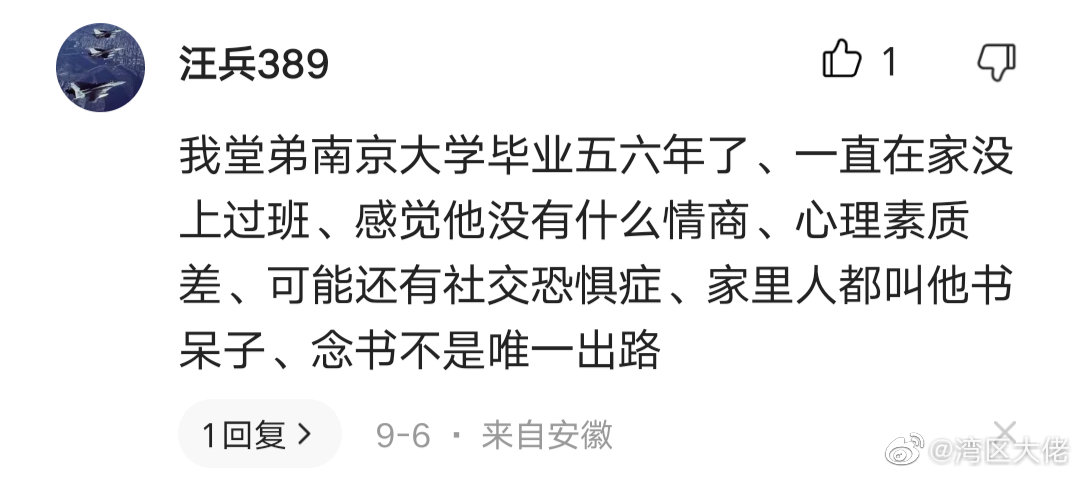 汪兵389
1
我堂弟南京大学毕业五六年了、一直在家没
上过班、感觉他没有什么情商、心理素质
差、可能还有社交恐惧症、家里人都叫他书
呆子、念书不是唯一出路
1回复 >
9-6 · 来自安徽
@湾区大佬